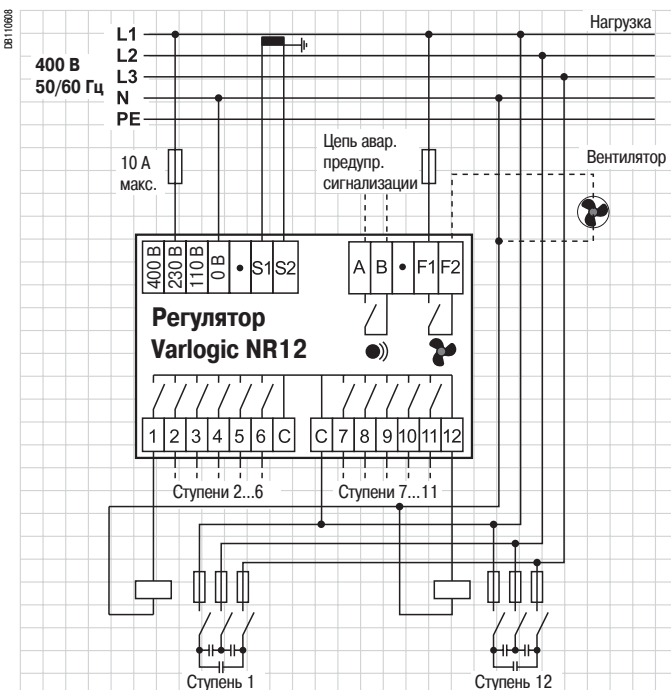 DB110608
L1
Нагрузка
L2
400 В
L3
50/60 Гц
N
PE
Цепь авар.
10 А
предупр.
Вентилятор
макс.
сигнализации
400 В 230 В 110 В 0 В • S1 S2
A B • F1 F2
Регулятор
Varlogic NR12
1 2 3 4 5 6 C
C 7 8 9 10 11 12
Ступени 2...6
Ступени 7...11
Ступень 1
Ступень 12